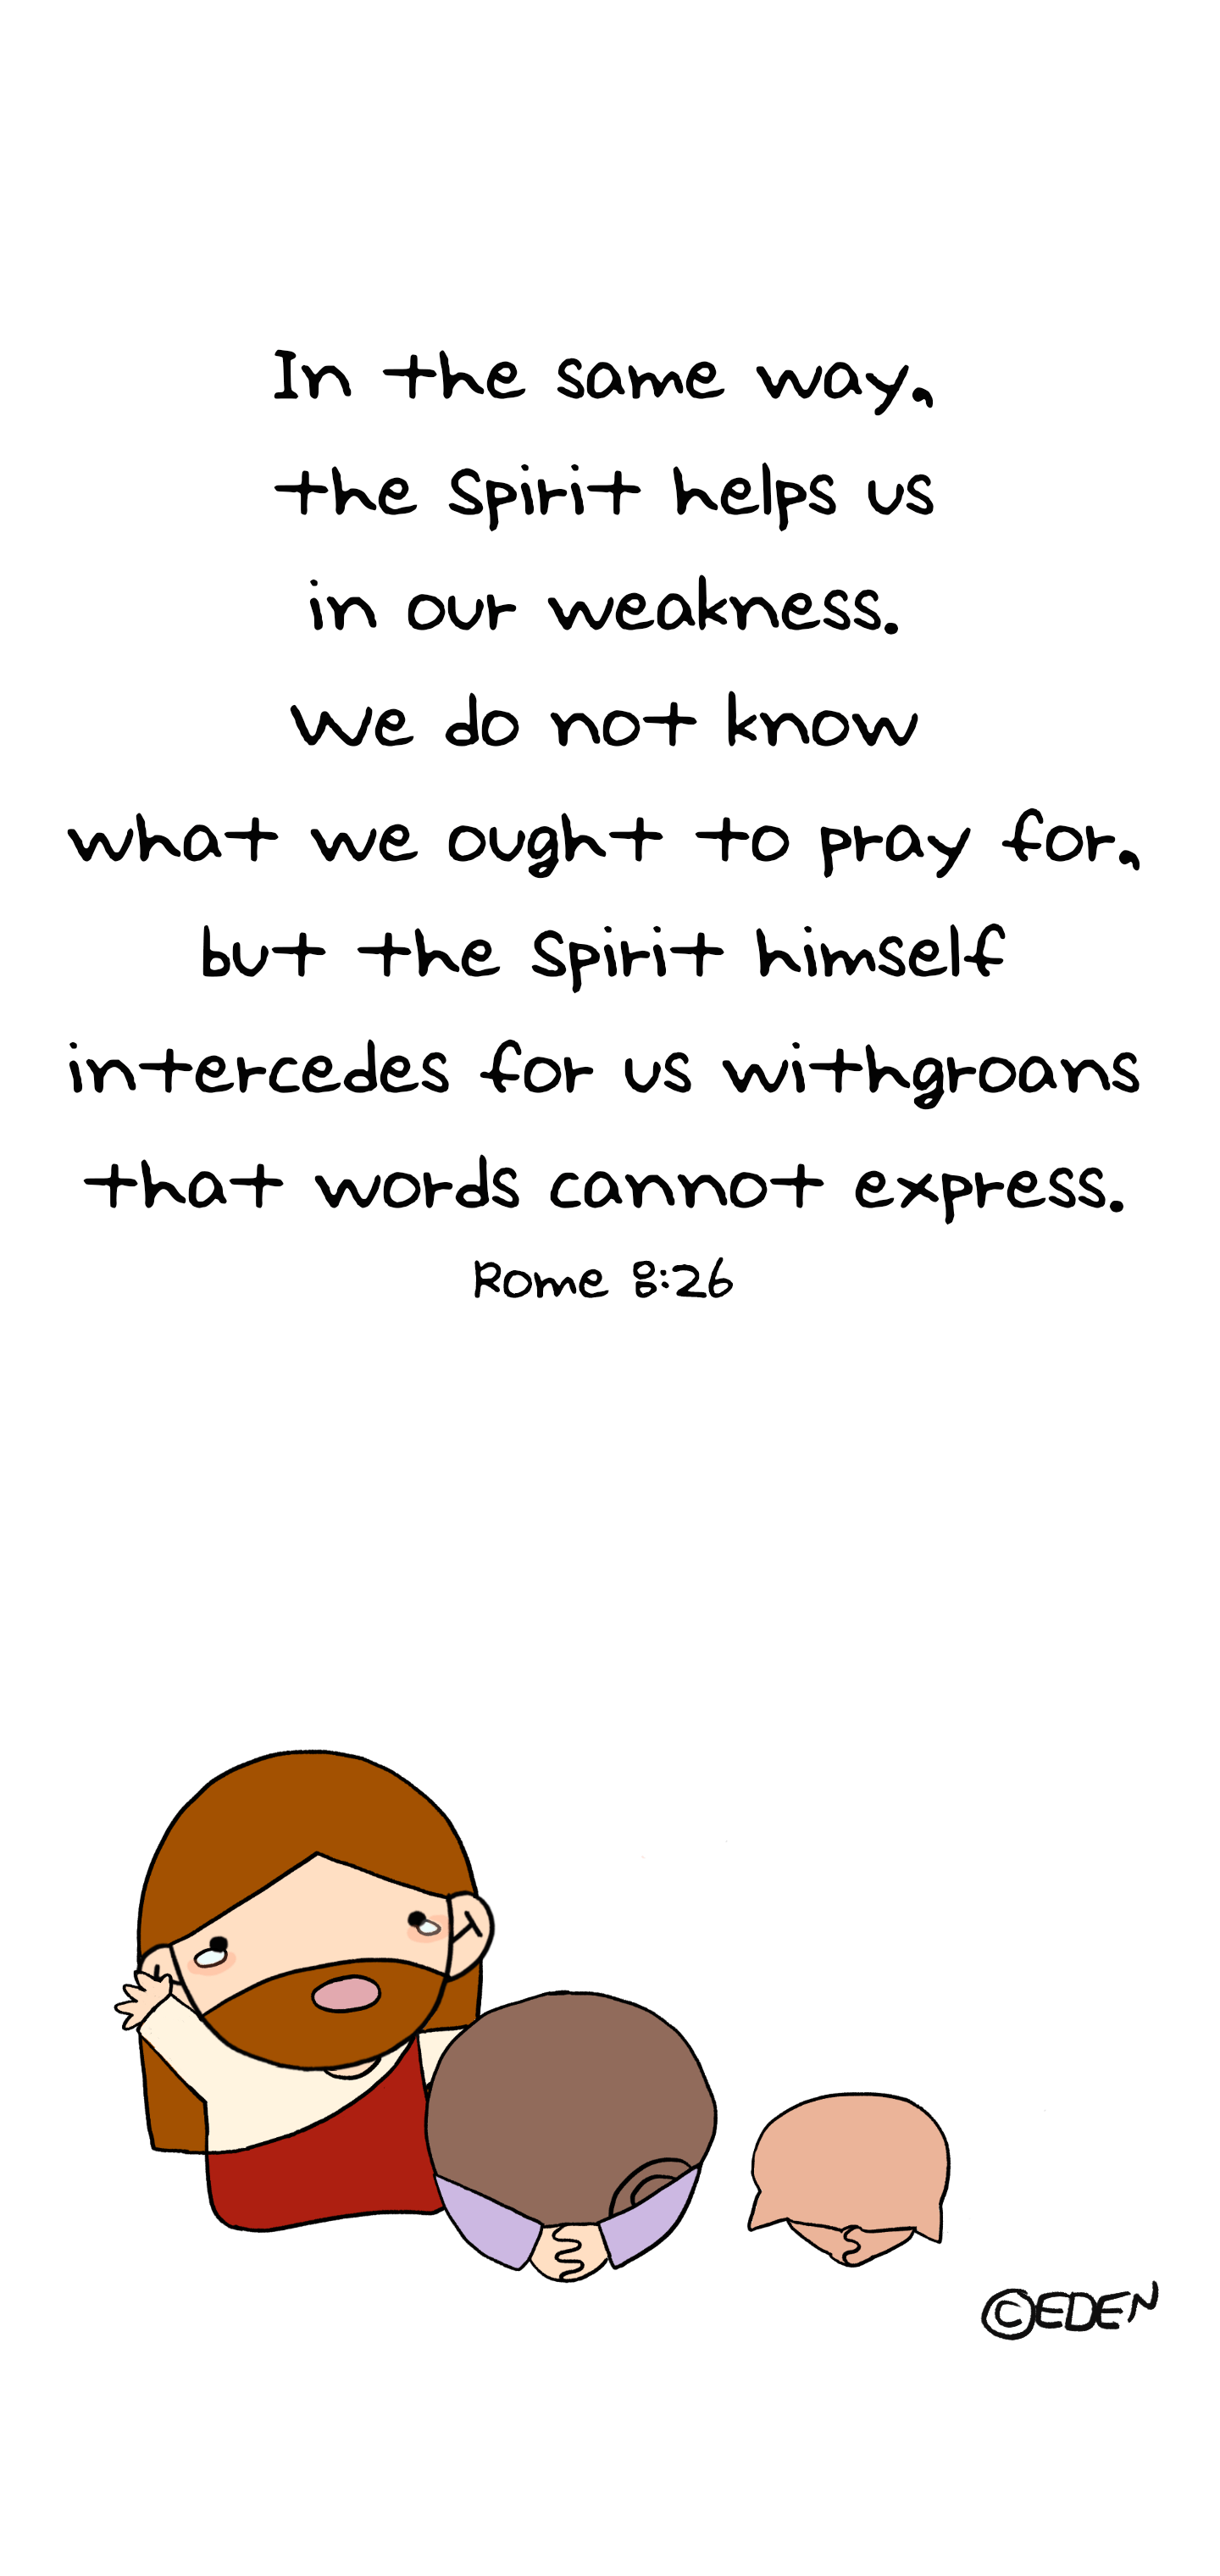 In the same way,
the Spirit helps us
in our weakness.
We do not know
what we ought to pray for,
but the Spirit himself
intercedes for us withgroans
that words cannot express.
Rome 8:26
©EDEN